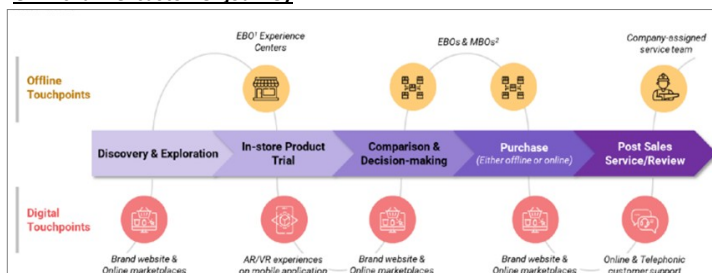 EBO¹ Experience
Centers
EBOs & MBOs²
Company-assigned
service team
Offline
Touchpoints
Discovery & Exploration
In-store Product
Trial
Comparison &
Decision-making
Purchase
(Either offline or online)
Post Sales
Service/Review
Digital
Touchpoints
Brand website &
Online marketplaces
AR/VR experiences
on mobile application
Brand website &
Online marketplaces
Brand website &
Online marketplaces
Online & Telephonic
customer support